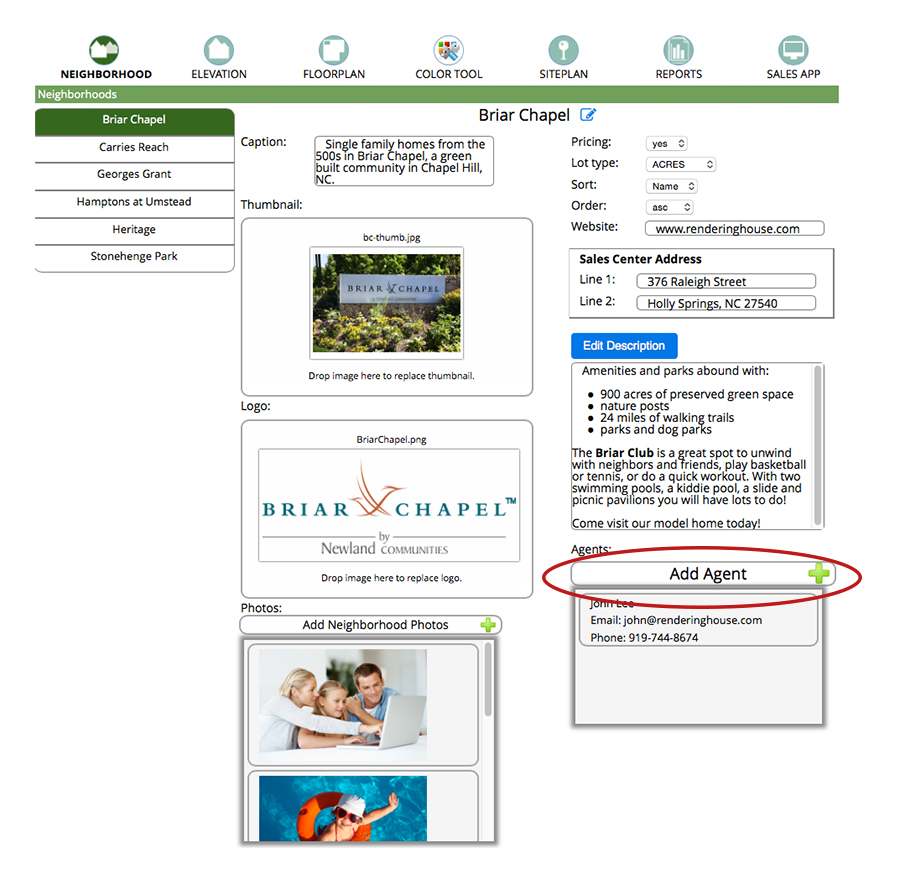 NEIGHBORHOOD
ELEVATION
FLOORPLAN
COLOR TOOL
SITEPLAN
REPORTS
SALES APP
Neighborhoods
Briar Chapel
Carries Reach
Georges Grant
Hamptons at Umstead
Heritage
Stonehenge Park
Briar Chapel
Caption:
Single family homes from the
500s in Briar Chapel, a green
built community in Chapel Hill,
NC.
Thumbnail:
bc-thumb.jpg
BRIAR CHAPEL
Drop image here to replace thumbnail.
Logo:
BriarChapel.png
BRIAR CHAPEL™
by
Newland COMMUNITIES
Drop image here to replace logo.
Photos:
Add Neighborhood Photos
Pricing: yes
Lot type: ACRES
Sort: Name
Order: asc
Website: www.renderinghouse.com
Sales Center Address
Line 1: 376 Raleigh Street
Line 2: Holly Springs, NC 27540
Edit Description
Amenities and parks abound with:
• 900 acres of preserved green space
• nature posts
• 24 miles of walking trails
• parks and dog parks
The Briar Club is a great spot to unwind
with neighbors and friends, play basketball
or tennis, or do a quick workout. With two
swimming pools, a kiddie pool, a slide and
picnic pavilions you will have lots to do!
Come visit our model home today!
Agents:
Add Agent
John Lee
Email: john@renderinghouse.com
Phone: 919-744-8674